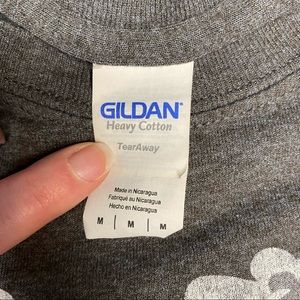 GILDAN
Heavy Cotton
TearAway
Made in Nicaragua
Fabriqué au Nicaragua
Hecho en Nicaragua
M | M | M